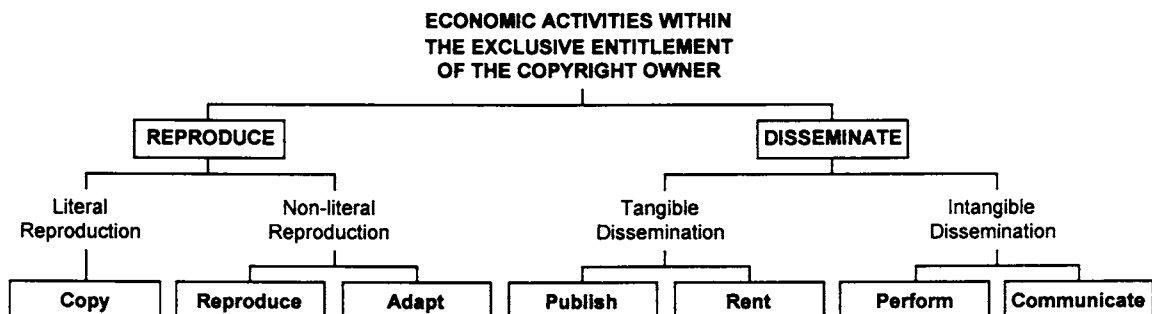 ECONOMIC ACTIVITIES WITHIN
THE EXCLUSIVE ENTITLEMENT
OF THE COPYRIGHT OWNER
REPRODUCE
DISSEMINATE
Literal
Reproduction
Non-literal
Reproduction
Tangible
Dissemination
Intangible
Dissemination
Copy
Reproduce
Adapt
Publish
Rent
Perform
Communicate